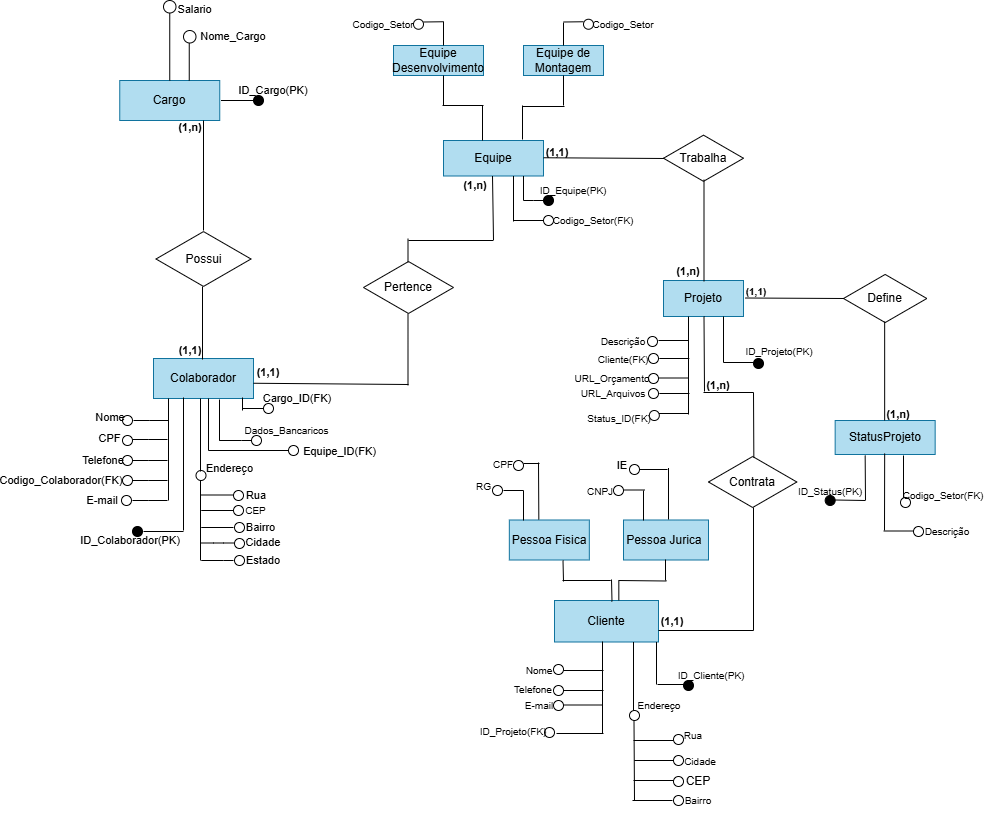 Salario
Nome_Cargo
Cargo
ID_Cargo(PK)
(1,n)
Possui
(1,1)
Colaborador
(1,1)
Cargo_ID(FK)
Dados_Bancaricos
Equipe_ID(FK)
Nome
CPF
Telefone
Codigo_Colaborador(FK)
E-mail
ID_Colaborador(PK)
Endereço
Rua
CEP
Bairro
Cidade
Estado
Codigo_Setor
Equipe
Desenvolvimento
Codigo_Setor
Equipe de
Montagem
Equipe
(1,1)
(1,n)
ID_Equipe(PK)
Codigo_Setor(FK)
Pertence
Trabalha
(1,n)
Projeto
(1,1)
Define
Descrição
Cliente(FK)
URL_Orçamento
URL_Arquivos
Status_ID(FK)
ID_Projeto(PK)
(1,n)
(1,n)
StatusProjeto
ID_Status(PK)
Codigo_Setor(FK)
Descrição
Contrata
CPF
RG
IE
CNPJ
Pessoa Fisica
Pessoa Jurica
Cliente
(1,1)
Nome
Telefone
E-mail
ID_Projeto(FK)
ID_Cliente(PK)
Endereço
Rua
Cidade
CEP
Bairro